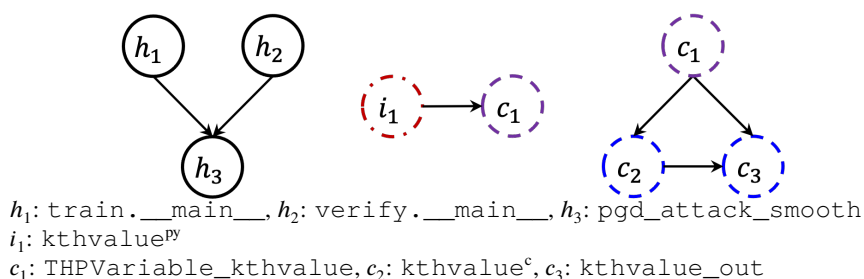 h₁ h₂ c₁
i₁ c₁
h₃ c₂ c₃
h₁: train.__main__, h₂: verify.__main__, h₃: pgd_attack_smooth
i₁: kthvalueᵖʸ
c₁: THPVariable_kthvalue, c₂: kthvalueᶜ, c₃: kthvalue_out